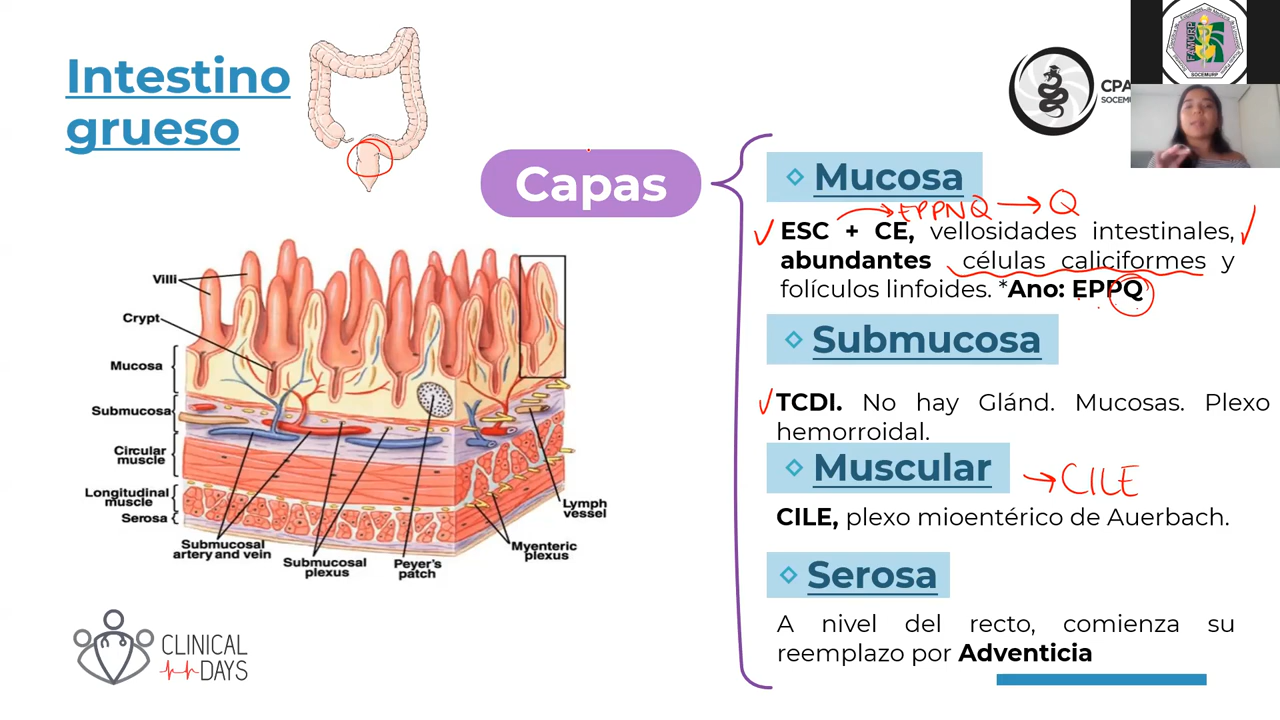 Intestino
grueso
CPA
SOCEMU
FAMURP
SOCEMURP
Capas
Mucosa
EPPNQ → Q
ESC + CE, vellosidades intestinales,
abundantes células caliciformes y
folículos linfoides. *Ano: EPPQ
Submucosa
TCDI. No hay Glánd. Mucosas. Plexo
hemorroidal.
Muscular
→ CILE
CILE, plexo mioentérico de Auerbach.
Serosa
A nivel del recto, comienza su
reemplazo por Adventicia
Villi
Crypt
Mucosa
Submucosa
Circular
muscle
Longitudinal
muscle
Serosa
Submucosal
artery and vein
Submucosal
plexus
Peyer's
patch
Myenteric
plexus
Lymph
vessel
CLINICAL
DAYS